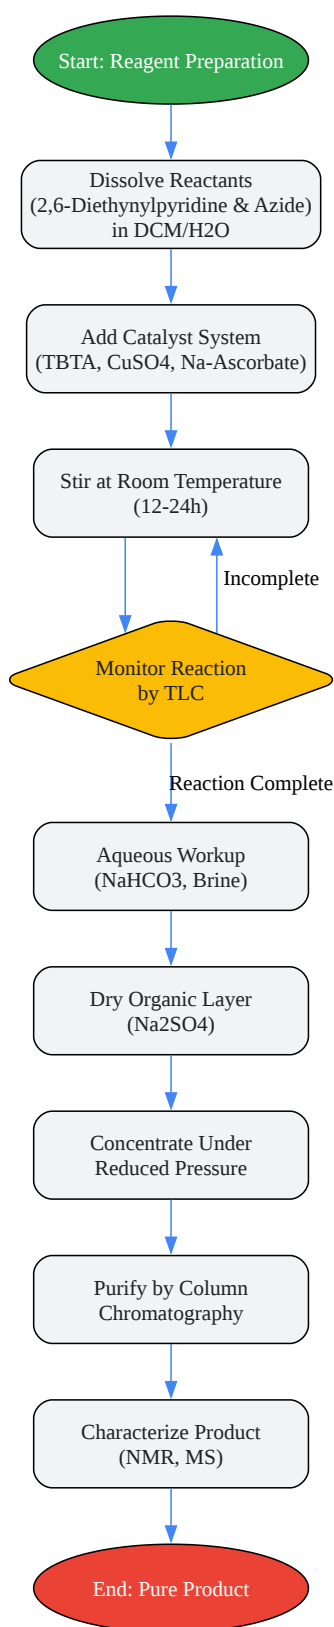 Start: Reagent Preparation
Dissolve Reactants
(2,6-Diethynylpyridine & Azide)
in DCM/H2O
Add Catalyst System
(TBTA, CuSO4, Na-Ascorbate)
Stir at Room Temperature
(12-24h)
Incomplete
Monitor Reaction
by TLC
Reaction Complete
Aqueous Workup
(NaHCO3, Brine)
Dry Organic Layer
(Na2SO4)
Concentrate Under
Reduced Pressure
Purify by Column
Chromatography
Characterize Product
(NMR, MS)
End: Pure Product